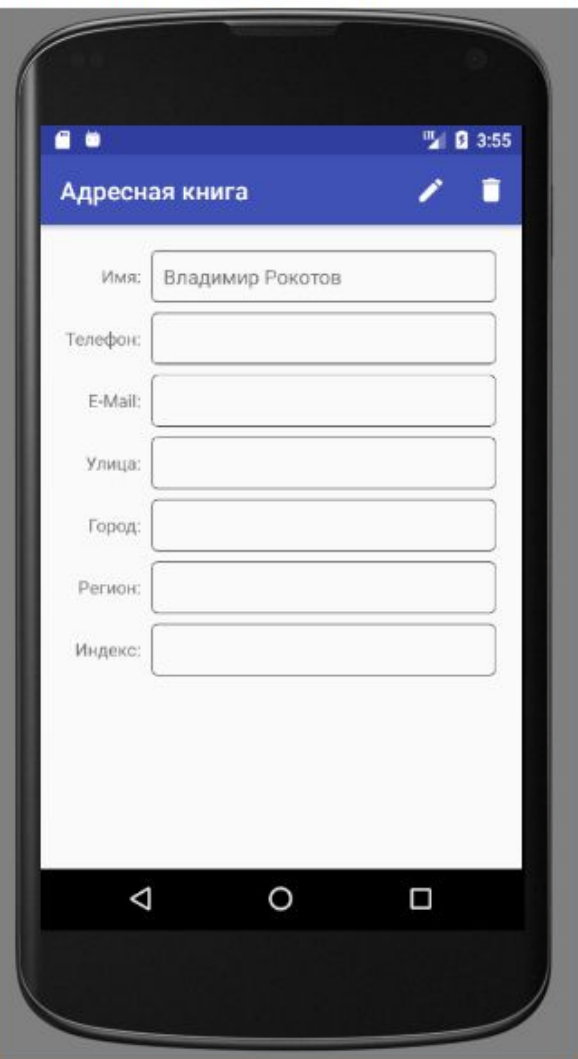 3:55
Адресная книга
Имя: Владимир Рокотов
Телефон:
E-Mail:
Улица:
Город:
Регион:
Индекс: